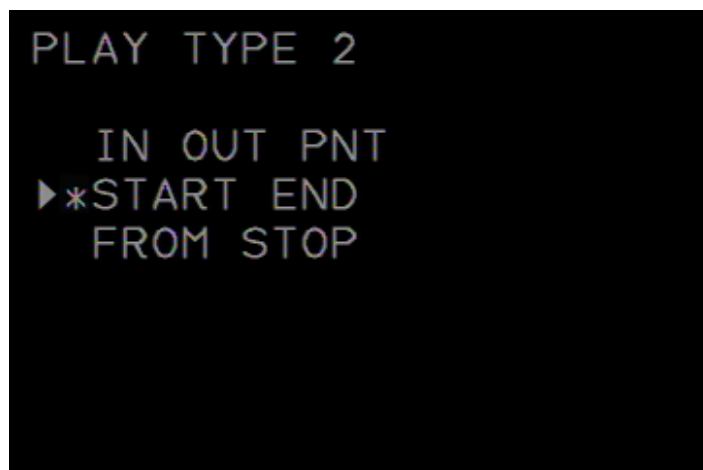 PLAY TYPE 2
IN OUT PNT
▶*START END
FROM STOP